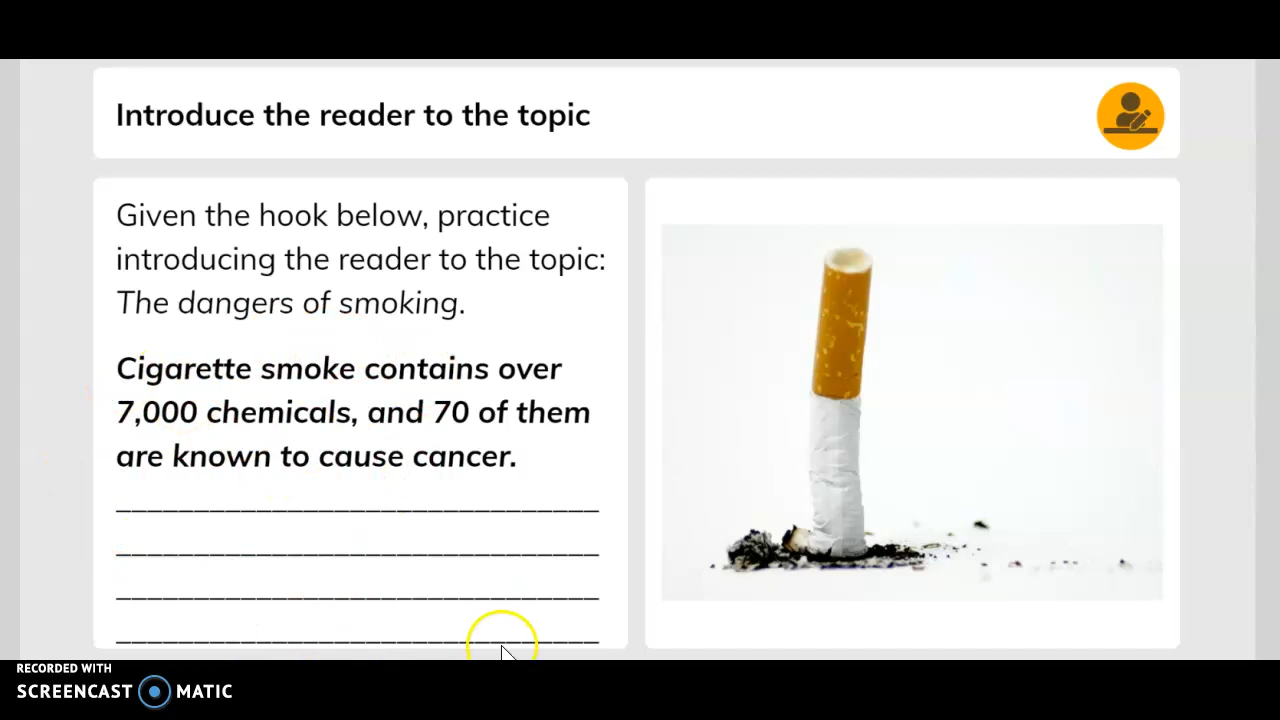 Introduce the reader to the topic
Given the hook below, practice
introducing the reader to the topic:
The dangers of smoking.
Cigarette smoke contains over
7,000 chemicals, and 70 of them
are known to cause cancer.
RECORDED WITH
SCREENCAST MATIC